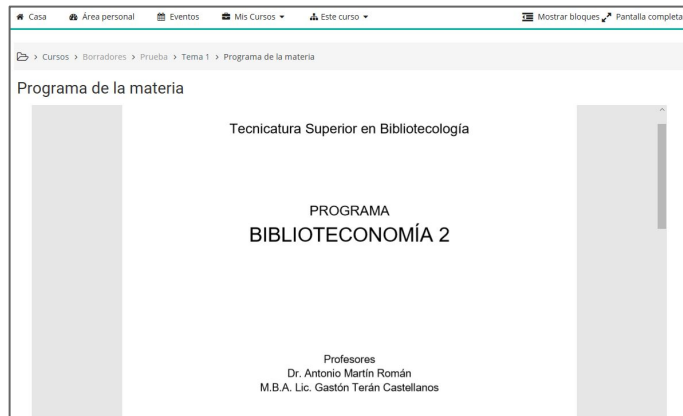 Casa Área personal Eventos Mis Cursos Este curso Mostrar bloques Pantalla completa
> Cursos > Borradores > Prueba > Tema 1 > Programa de la materia
Programa de la materia
Tecnicatura Superior en Bibliotecología
PROGRAMA
BIBLIOTECONOMÍA 2
Profesores
Dr. Antonio Martín Román
M.B.A. Lic. Gastón Terán Castellanos